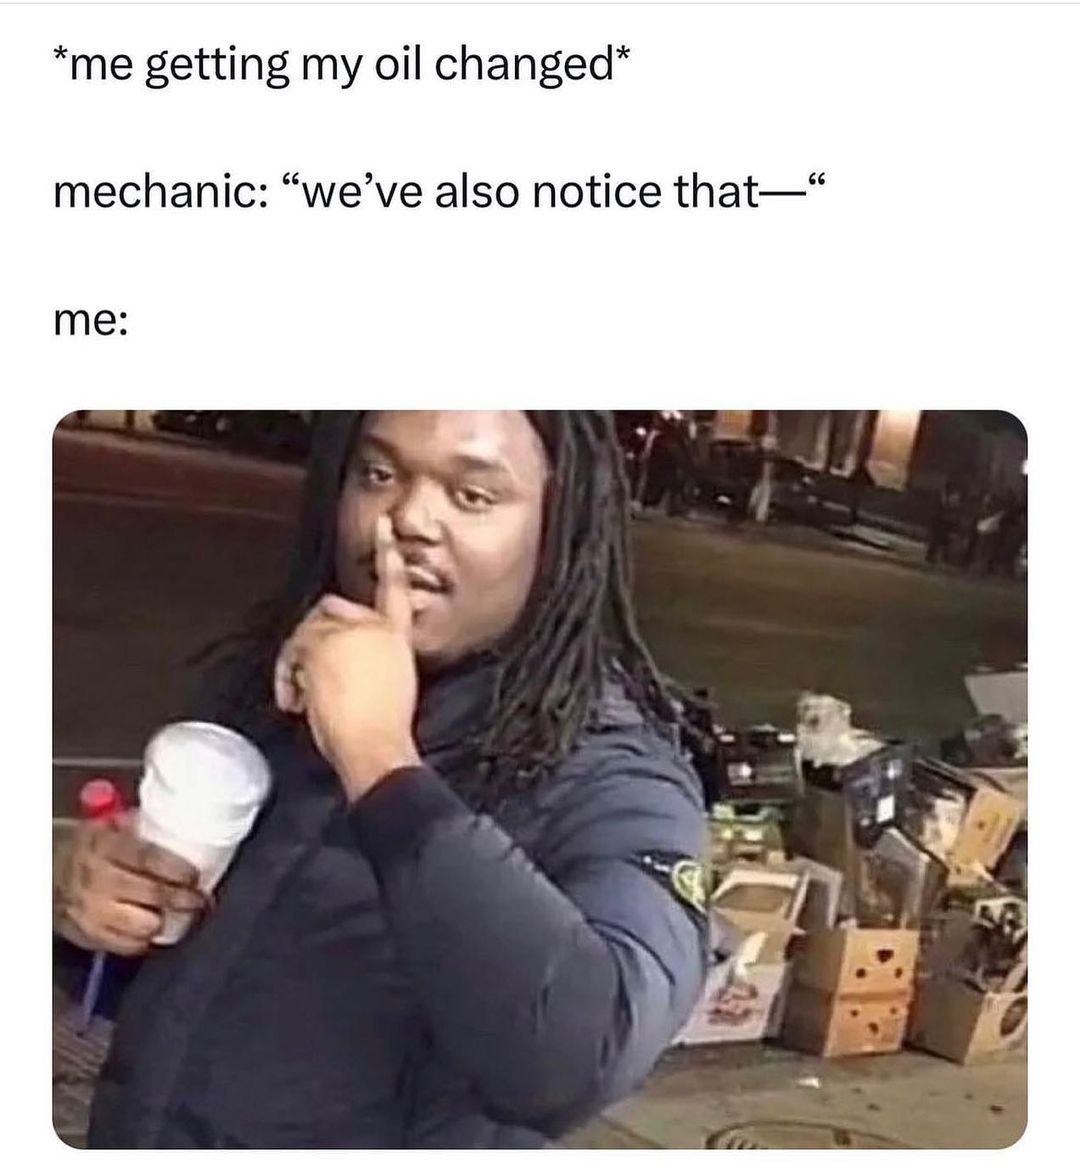 *me getting my oil changed*
mechanic: “we’ve also notice that—“
me: